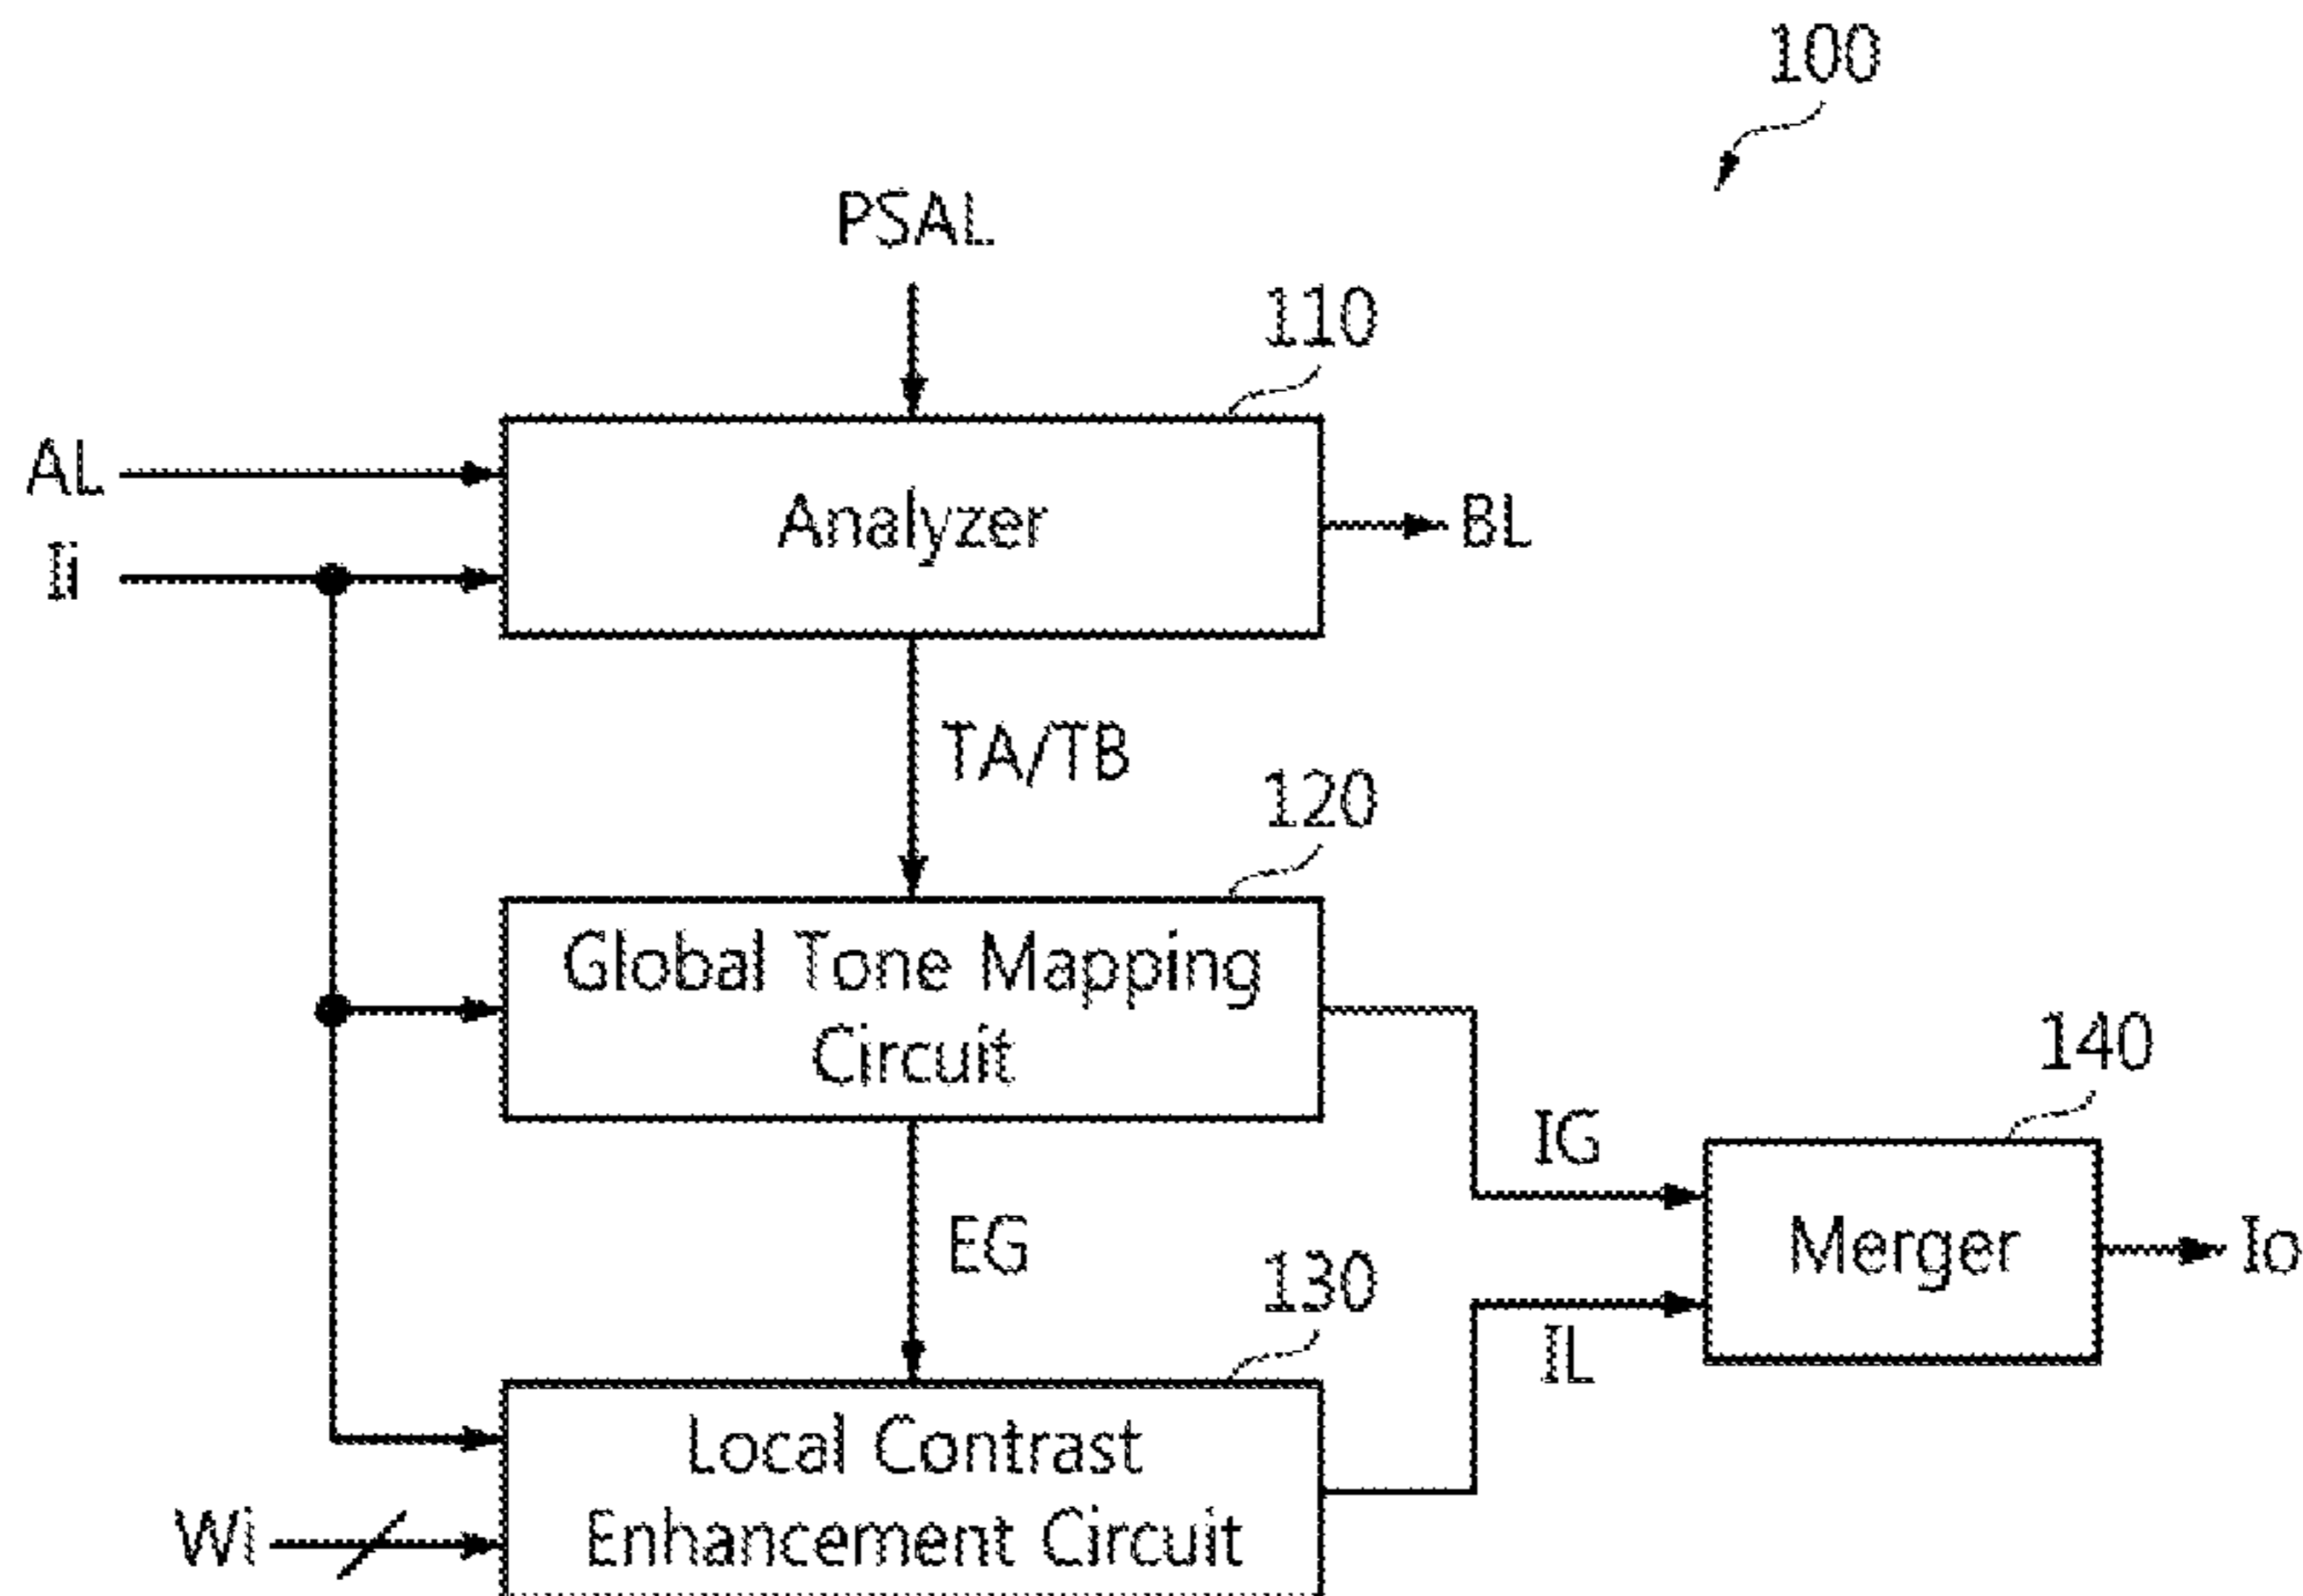 100
PSAL
110
AL
Analyzer
BL
Ii
TA/TB
120
Global Tone Mapping
Circuit
140
IG
EG
Merger
Io
130
IL
Local Contrast
Wi
Enhancement Circuit